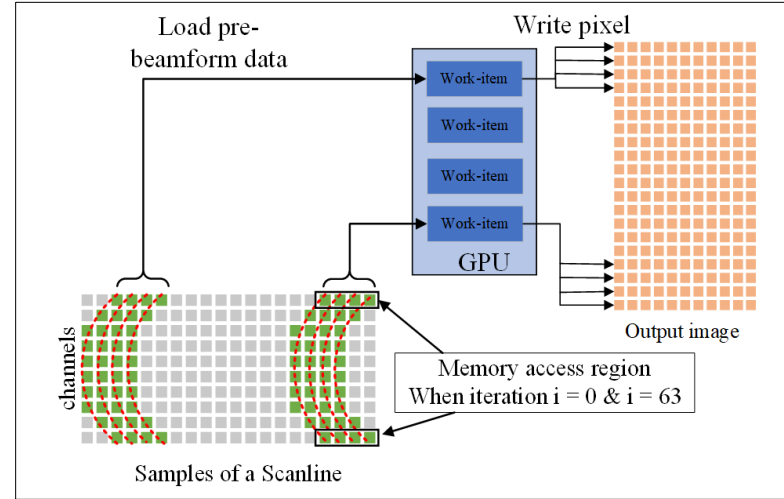 Load pre-
beamform data
Write pixel
Work-item
Work-item
Work-item
Work-item
GPU
Output image
channels
Memory access region
When iteration i = 0 & i = 63
Samples of a Scanline